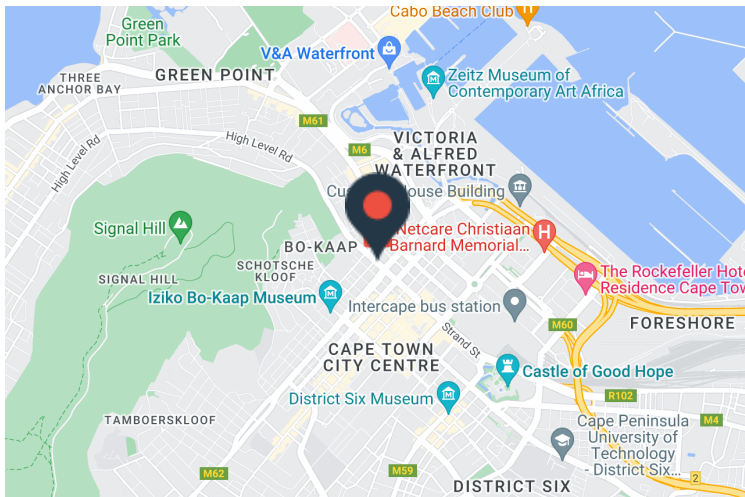 Cabo Beach Club
Green
Point Park
V&A Waterfront
THREE
ANCHOR BAY
GREEN POINT
Zeitz Museum of
Contemporary Art Africa
M61
High Level Rd
High Level Rd
M6
VICTORIA
& ALFRED
WATERFRONT
House Building
Signal Hill
Netcare Christiaan
Barnard Memorial...
BO-KAAP
SCHOTSCHE
KLOOF
SIGNAL HILL
The Rockefeller
Residence Cape
Iziko Bo-Kaap Museum
Intercape bus station
M60
FORESHORE
Strand St
CAPE TOWN
CITY CENTRE
Castle of Good Hope
R102
District Six Museum
TAMBOERSKLOOF
Cape Peninsula
University of
Technology
- District Six...
M4
M62
M59
2
DISTRICT SIX